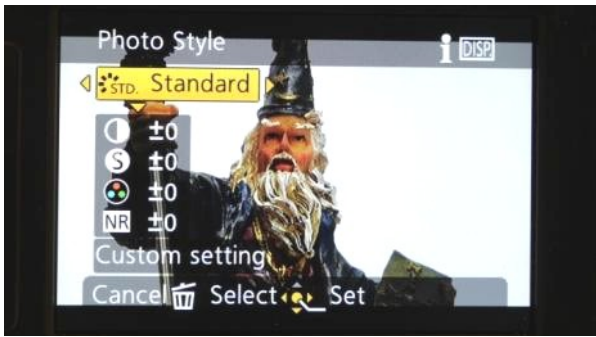 Photo Style
i DISP.
STD. Standard
±0
S ±0
±0
NR ±0
Custom setting
Cancel Select Set